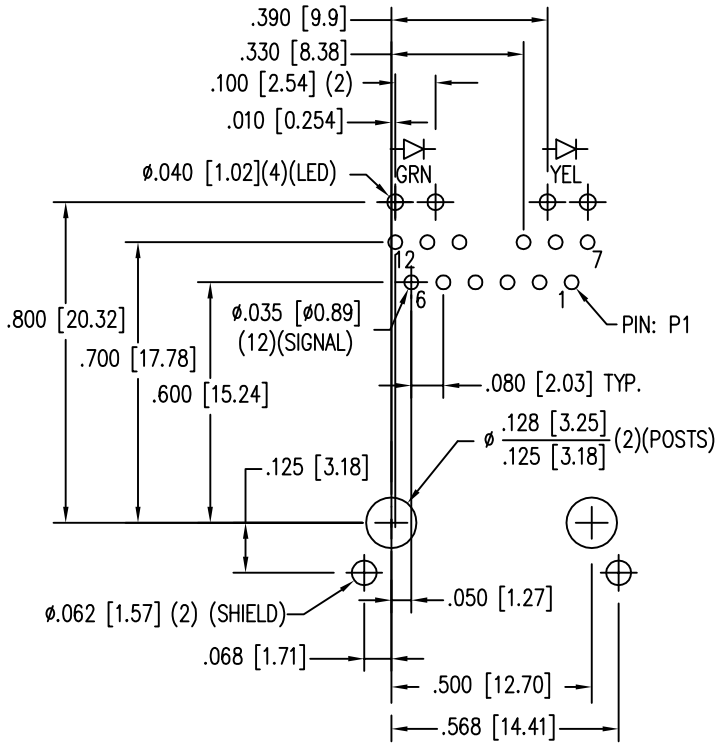 .390 [9.9]
.330 [8.38]
.100 [2.54] (2)
.010 [0.254]
ø.040 [1.02](4)(LED)
GRN
YEL
12
7
6
1
.800 [20.32]
ø.035 [ø0.89]
(12)(SIGNAL)
PIN: P1
.700 [17.78]
.600 [15.24]
.080 [2.03] TYP.
ø .128 [3.25]
.125 [3.18]
(2)(POSTS)
.125 [3.18]
ø.062 [1.57] (2) (SHIELD)
.050 [1.27]
.068 [1.71]
.500 [12.70]
.568 [14.41]